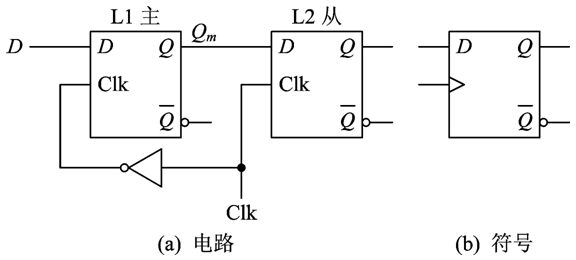 L1 主 L2 从
D D Q Qm D Q D Q
Clk Clk
Q̅ Q̅ Q̅
Clk
(a) 电路 (b) 符号